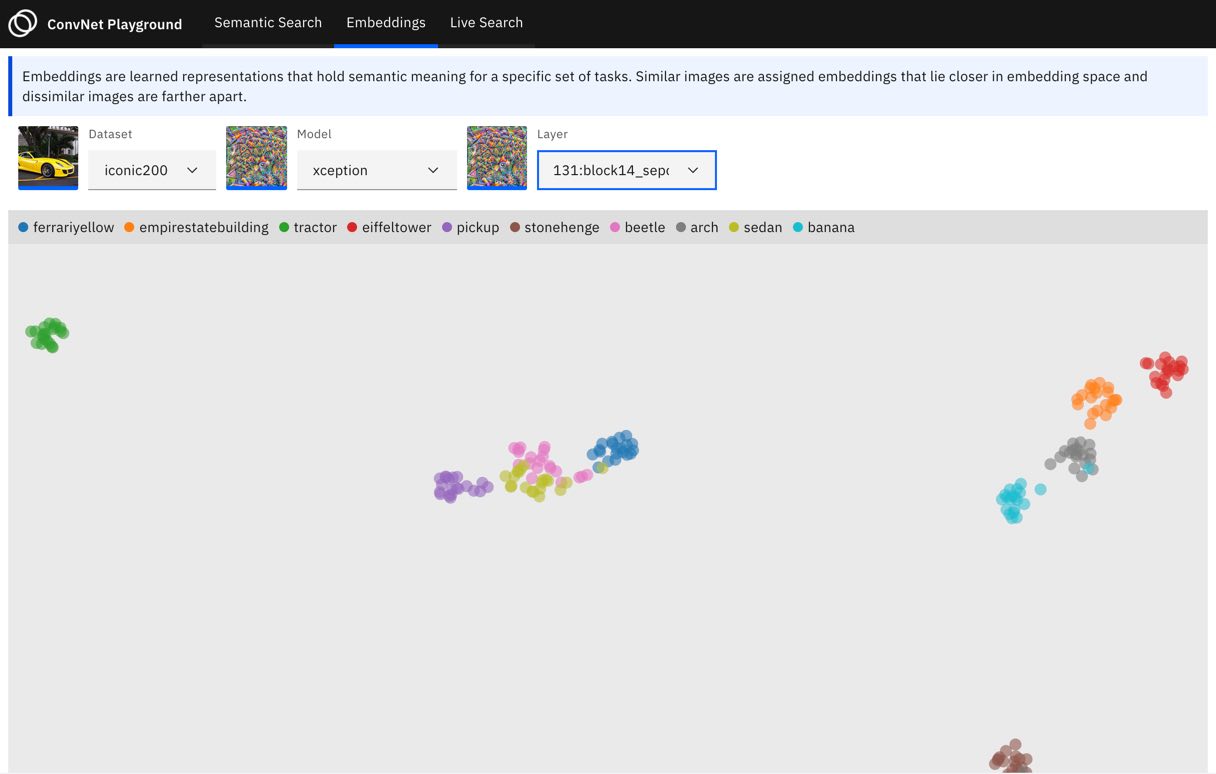 ConvNet Playground Semantic Search Embeddings Live Search
Embeddings are learned representations that hold semantic meaning for a specific set of tasks. Similar images are assigned embeddings that lie closer in embedding space and
dissimilar images are farther apart.
Dataset Model Layer
iconic200 xception 131:block14_sepc
ferrariyellow empirestatebuilding tractor eiffeltower pickup stonehenge beetle arch sedan banana